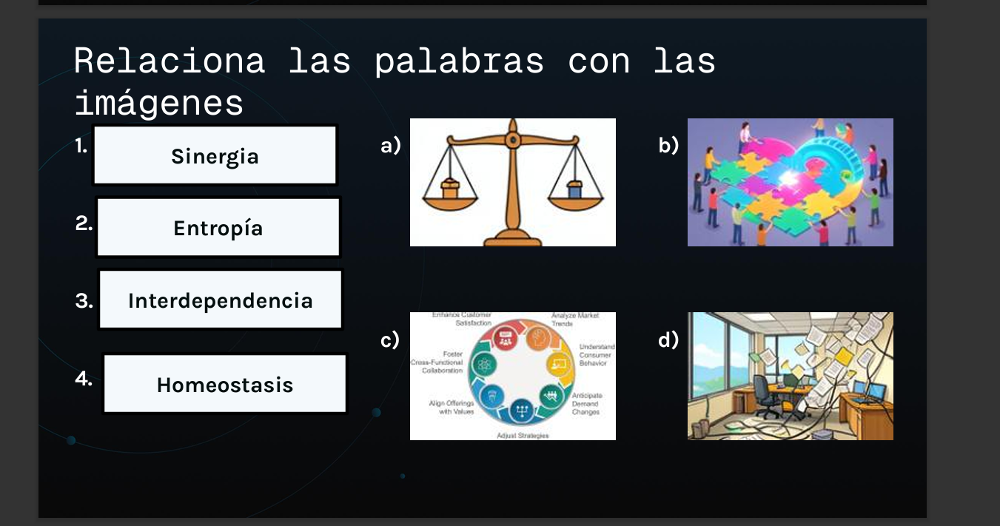 Relaciona las palabras con las
imágenes
1.
Sinergia
2.
Entropía
3.
Interdependencia
4.
Homeostasis
a)
b)
c)
Enhance Customer
Satisfaction
Analyze Market
Trends
Understand
Consumer
Behavior
Anticipate
Demand
Changes
Adjust Strategies
Align Offerings
with Values
Foster
Cross-Functional
Collaboration
d)